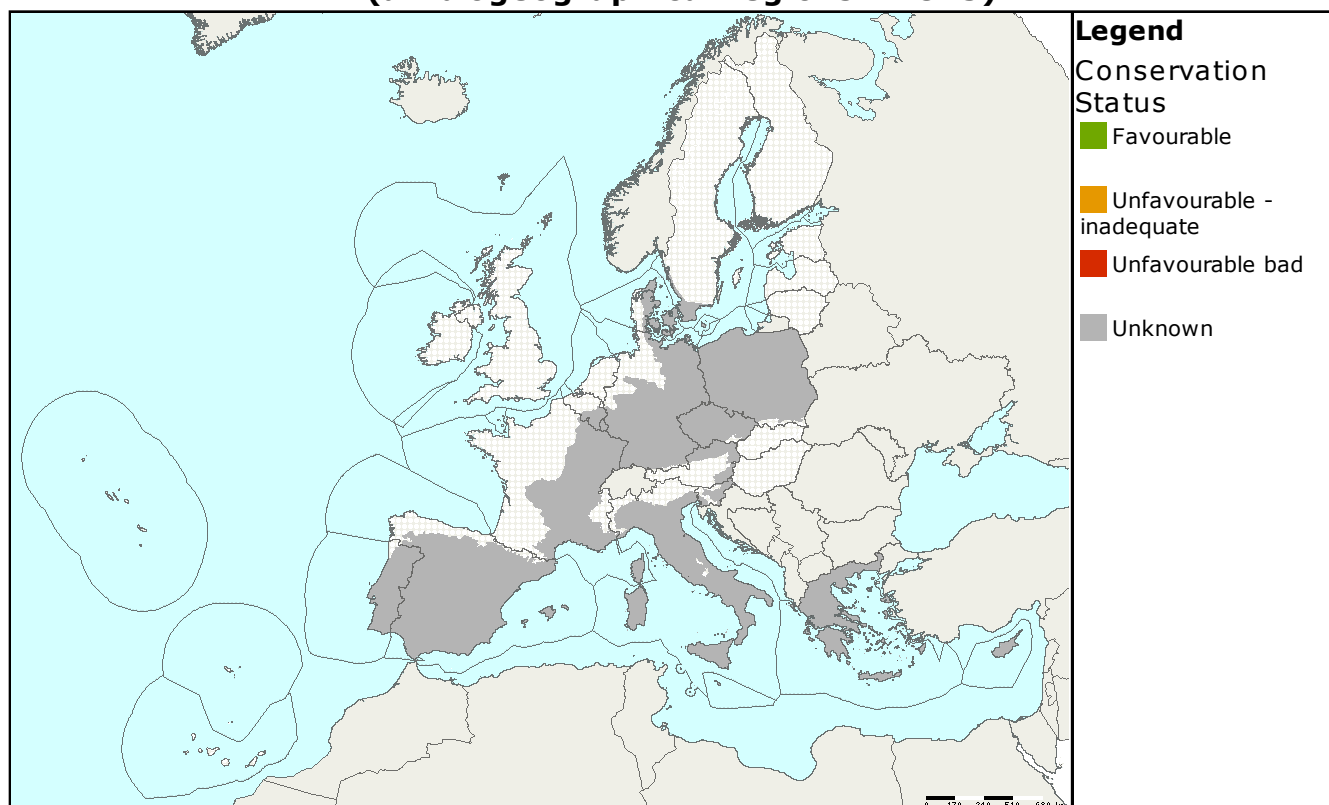 Legend
Conservation
Status
Favourable
Unfavourable -
inadequate
Unfavourable bad
Unknown